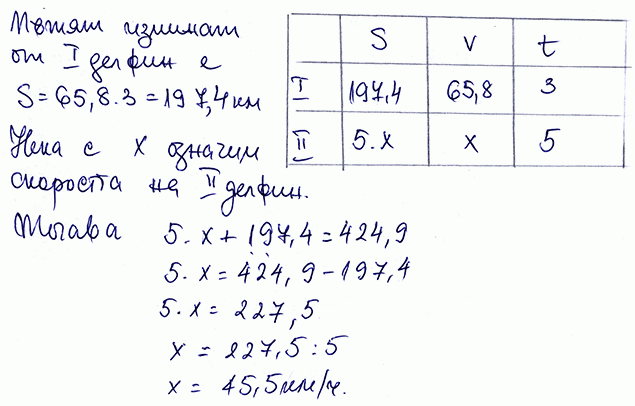 Пътят изминат
от I делфин е
S = 65,8.3 = 197,4 км
Нека с x означим
скоростта на II делфин.
Тогава 5.x + 197,4 = 424,9
5.x = 424,9 - 197,4
5.x = 227,5
x = 227,5 : 5
x = 45,5 км/ч.
S V t
I 197,4 65,8 3
II 5.x x 5